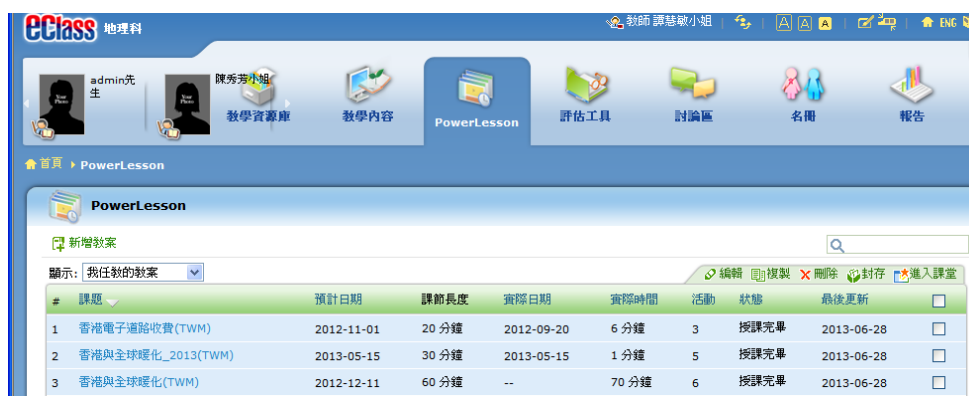 eClass 地理科 教師 譚慧敏小姐 | | A A A | | ENG
admin先生 陳秀芳小姐
教學資源庫 教學內容 PowerLesson 評估工具 討論區 名冊 報告
首頁 PowerLesson
PowerLesson
新增教案
顯示: 我任教的教案 編輯 複製 刪除 封存 進入課堂
# 課題 預計日期 課節長度 實際日期 實際時間 活動 狀態 最後更新
1 香港電子道路收費(TWM) 2012-11-01 20 分鐘 2012-09-20 6 分鐘 3 授課完畢 2013-06-28
2 香港與全球暖化_2013(TWM) 2013-05-15 30 分鐘 2013-05-15 1 分鐘 5 授課完畢 2013-06-28
3 香港與全球暖化(TWM) 2012-12-11 60 分鐘 -- 70 分鐘 6 授課完畢 2013-06-28